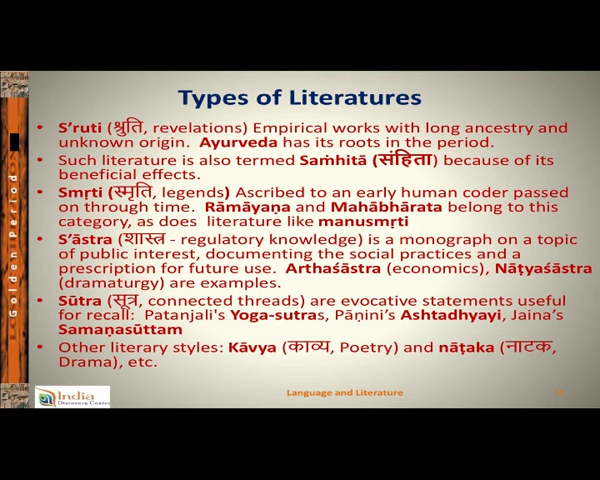 Types of Literatures
• S'ruti (श्रुति, revelations) Empirical works with long ancestry and
unknown origin. Ayurveda has its roots in the period.
• Such literature is also termed Saṁhitā (संहिता) because of its
beneficial effects.
• Smṛti (स्मृति, legends) Ascribed to an early human coder passed
on through time. Rāmāyaṇa and Mahābhārata belong to this
category, as does literature like manusmṛti
• S'āstra (शास्त्र - regulatory knowledge) is a monograph on a topic
of public interest, documenting the social practices and a
prescription for future use. Arthaśāstra (economics), Nāṭyaśāstra
(dramaturgy) are examples.
• Sūtra (सूत्र, connected threads) are evocative statements useful
for recall: Patanjali's Yoga-sutras, Pāṇini's Ashtadhyayi, Jaina's
Samaṇasūttam
• Other literary styles: Kāvya (काव्य, Poetry) and nāṭaka (नाटक,
Drama), etc.
Golden Period
India
Discovery Center
Language and Literature